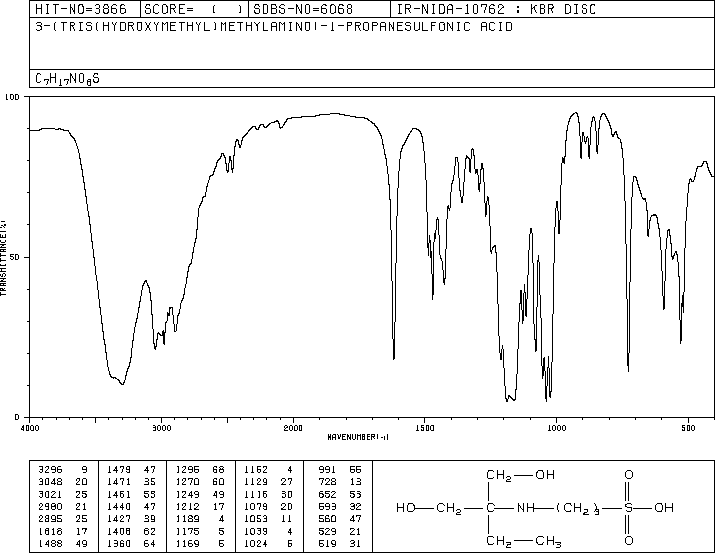 HIT-NO=3866 SCORE= ( ) SDBS-NO=6068 IR-NIDA-10762 : KBR DISC
3-(TRIS(HYDROXYMETHYL)METHYLAMINO)-1-PROPANESULFONIC ACID
C7H17NO6S
100
50
0
TRANSMITTANCE(%)
4000 3000 2000 1500 1000 500
WAVENUMBER(-1)
3296 9 1479 47 1296 68 1152 4 991 55
3048 20 1471 35 1270 60 1129 27 728 13
3021 25 1461 55 1249 49 1116 30 652 53
2980 21 1440 47 1212 17 1079 20 593 32
2895 25 1427 39 1189 4 1053 11 560 47
1618 17 1408 62 1175 5 1039 4 529 21
1488 49 1360 64 1169 5 1024 5 519 31
CH2—OH O
HO—CH2—C—NH—(CH2)3—S—OH
CH2—CH3 O